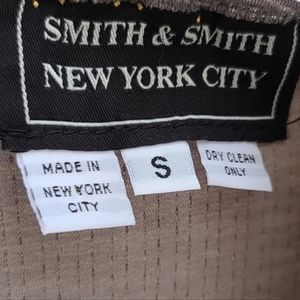 SMITH & SMITH
NEW YORK CITY
MADE IN
NEW YORK
CITY
S
DRY CLEAN
ONLY